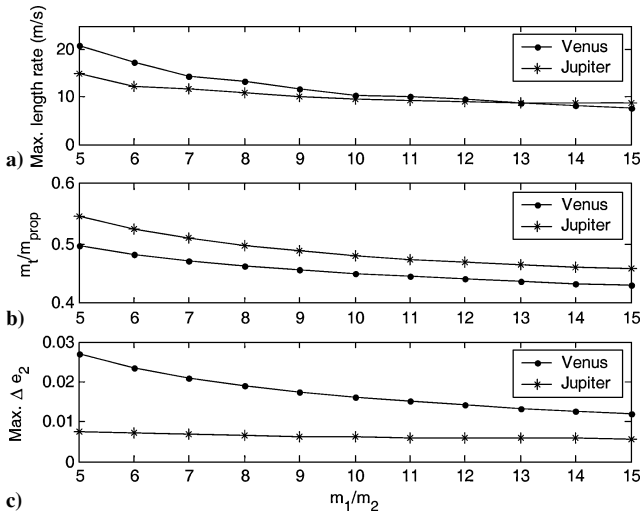 a)
Max. length rate (m/s)
20
10
0
Venus
Jupiter
5 6 7 8 9 10 11 12 13 14 15
b)
m_t/m_prop
0.6
0.5
0.4
Venus
Jupiter
5 6 7 8 9 10 11 12 13 14 15
c)
Max. Δ e_2
0.03
0.02
0.01
0
Venus
Jupiter
5 6 7 8 9 10 11 12 13 14 15
m_1/m_2